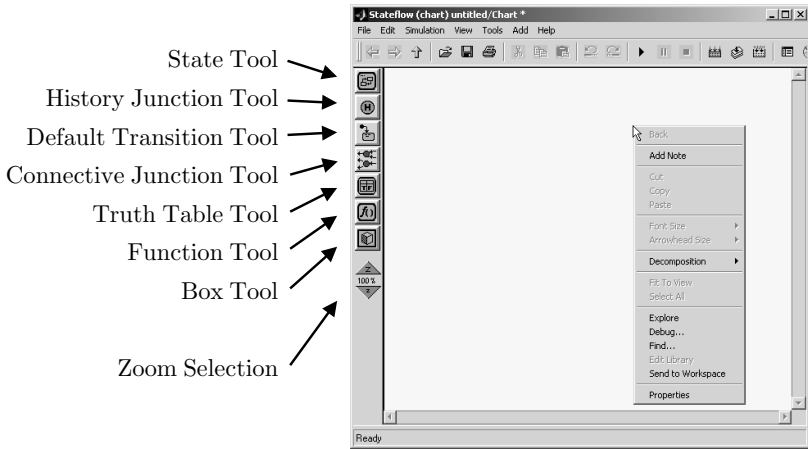 Stateflow (chart) untitled/Chart *
File Edit Simulation View Tools Add Help
State Tool
History Junction Tool
Default Transition Tool
Connective Junction Tool
Truth Table Tool
Function Tool
Box Tool
Zoom Selection
H
T F
f()
Z
100 %
Z
Back
Add Note
Cut
Copy
Paste
Font Size
Arrowhead Size
Decomposition
Fit To View
Select All
Explore
Debug...
Find...
Edit Library
Send to Workspace
Properties
Ready